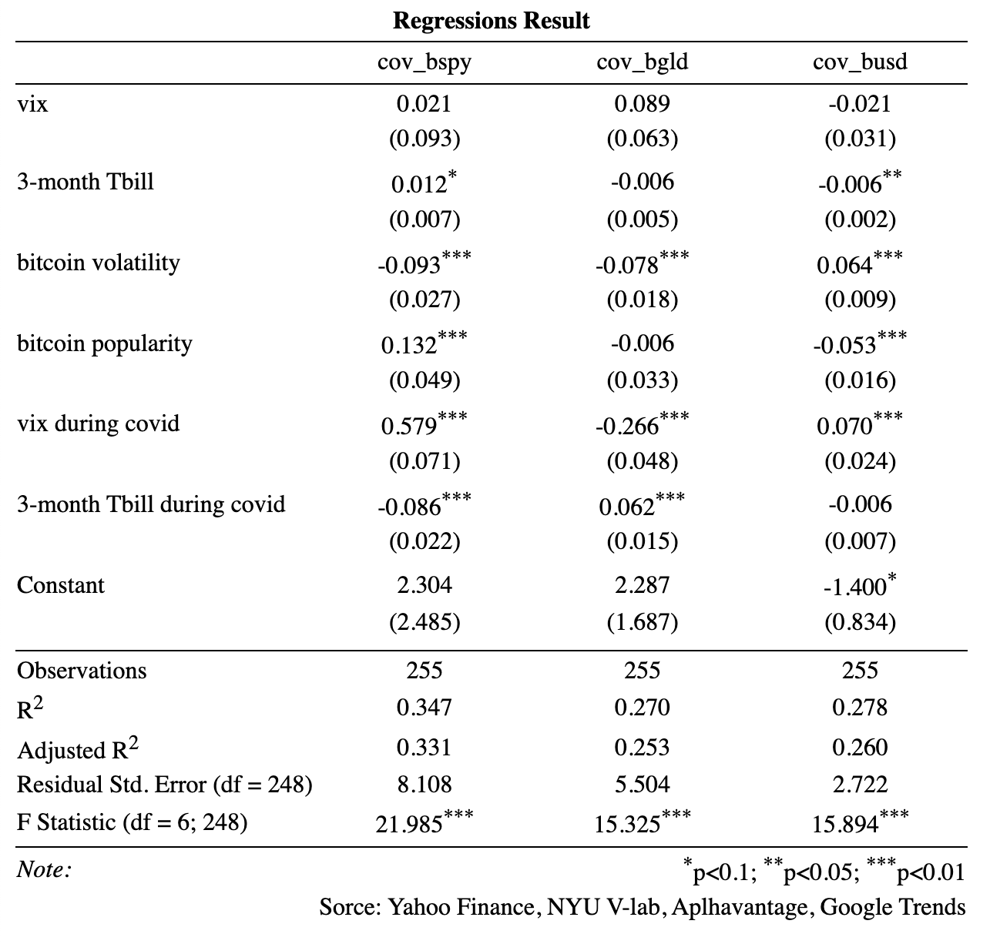 Regressions Result
cov_bspy cov_bgld cov_busd
vix 0.021 0.089 -0.021
(0.093) (0.063) (0.031)
3-month Tbill 0.012* -0.006 -0.006**
(0.007) (0.005) (0.002)
bitcoin volatility -0.093*** -0.078*** 0.064***
(0.027) (0.018) (0.009)
bitcoin popularity 0.132*** -0.006 -0.053***
(0.049) (0.033) (0.016)
vix during covid 0.579*** -0.266*** 0.070***
(0.071) (0.048) (0.024)
3-month Tbill during covid -0.086*** 0.062*** -0.006
(0.022) (0.015) (0.007)
Constant 2.304 2.287 -1.400*
(2.485) (1.687) (0.834)
Observations 255 255 255
R2 0.347 0.270 0.278
Adjusted R2 0.331 0.253 0.260
Residual Std. Error (df = 248) 8.108 5.504 2.722
F Statistic (df = 6; 248) 21.985*** 15.325*** 15.894***
Note: *p<0.1; **p<0.05; ***p<0.01
Sorce: Yahoo Finance, NYU V-lab, Aplhavantage, Google Trends